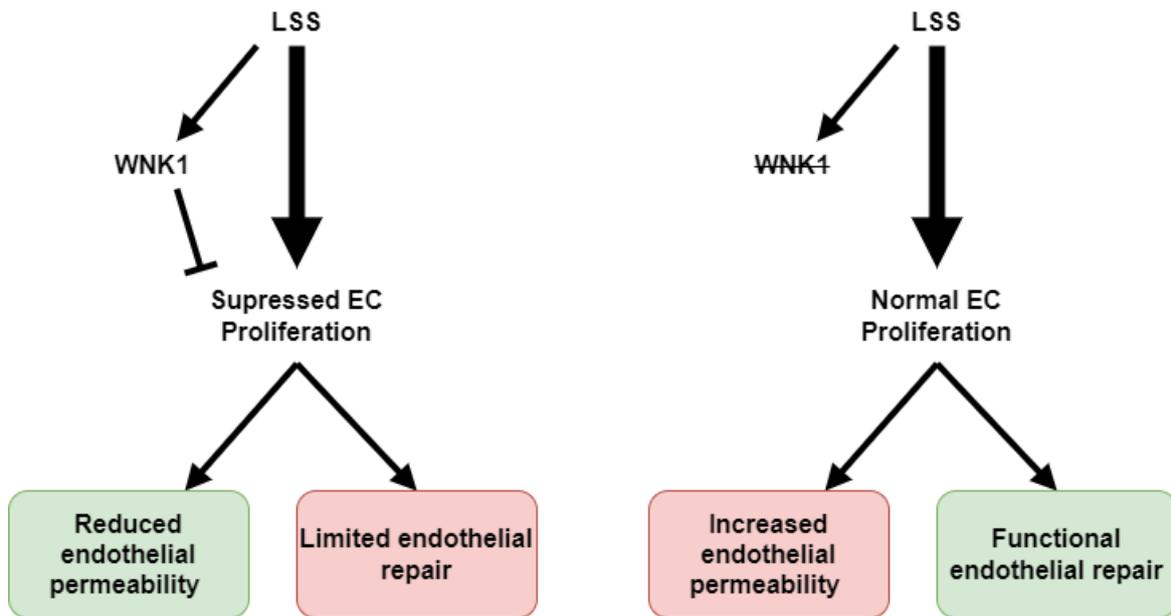 LSS
WNK1
Supressed EC
Proliferation
Reduced
endothelial
permeability
Limited endothelial
repair
LSS
WNK1
Normal EC
Proliferation
Increased
endothelial
permeability
Functional
endothelial repair